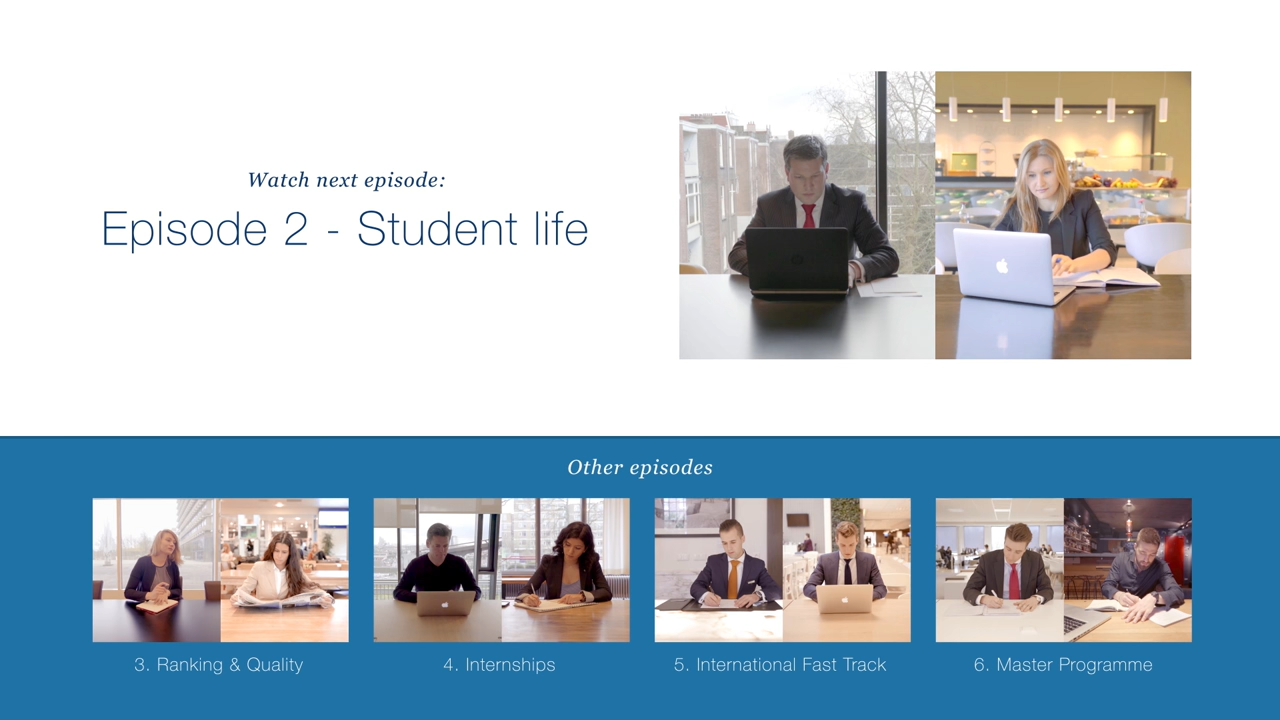 Watch next episode:
Episode 2 - Student life
Other episodes
3. Ranking & Quality
4. Internships
5. International Fast Track
6. Master Programme